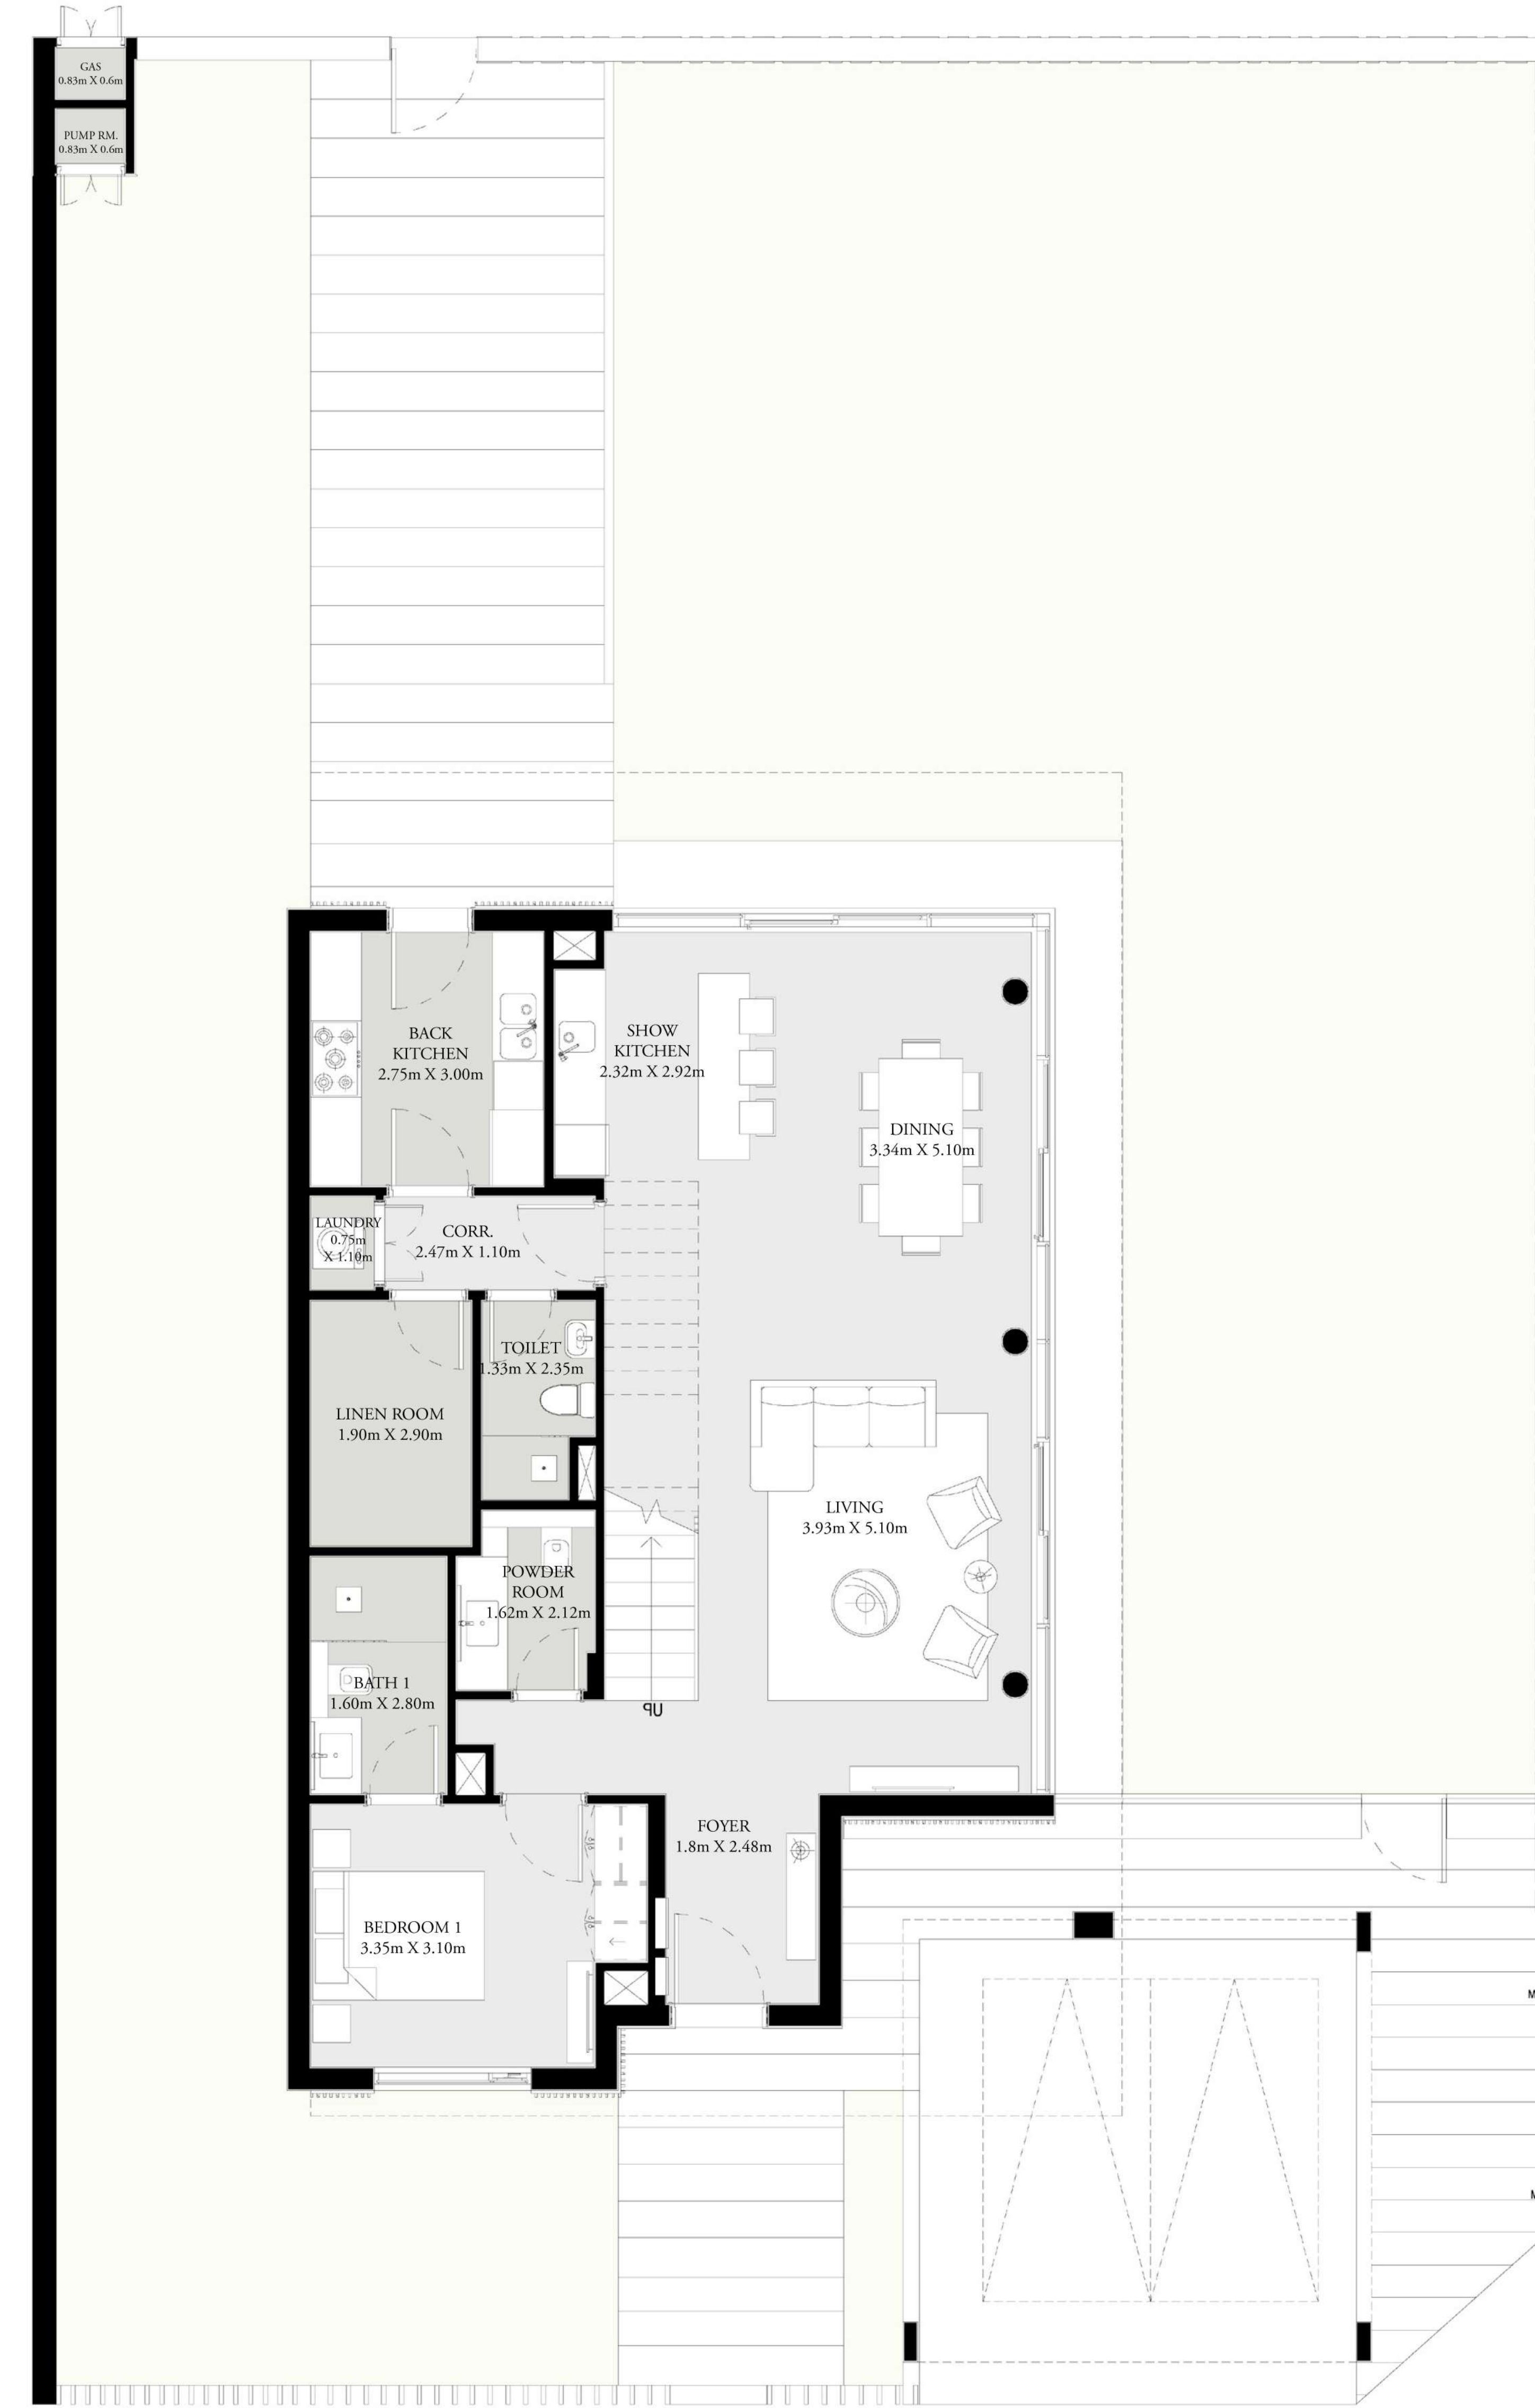 GAS
0.83m X 0.6m
PUMP RM.
0.83m X 0.6m
BACK
KITCHEN
2.75m X 3.00m
SHOW
KITCHEN
2.32m X 2.92m
DINING
3.34m X 5.10m
LAUNDRY
0.75m
X 1.10m
CORR.
2.47m X 1.10m
TOILET
1.33m X 2.35m
LINEN ROOM
1.90m X 2.90m
LIVING
3.93m X 5.10m
POWDER
ROOM
1.62m X 2.12m
BATH 1
1.60m X 2.80m
UP
FOYER
1.8m X 2.48m
BEDROOM 1
3.35m X 3.10m